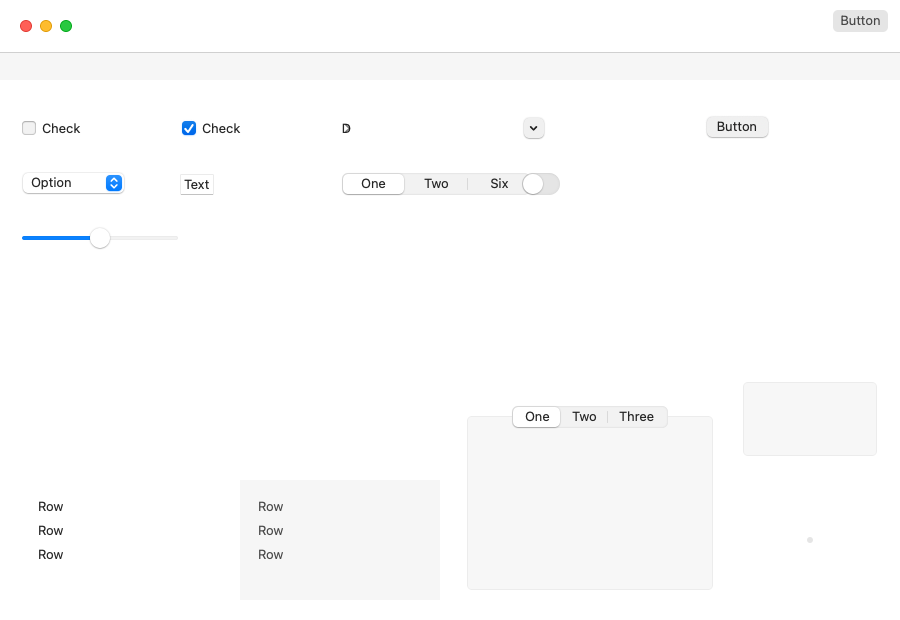 Button
Check
Check
Button
Option
Text
One Two Six
One Two Three
Row
Row
Row
Row
Row
Row